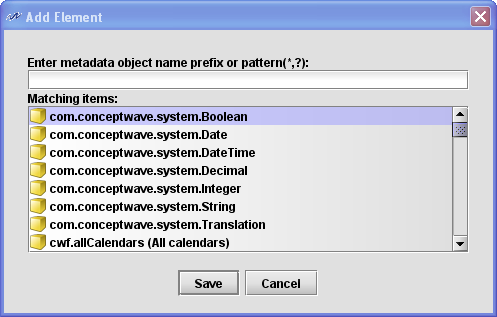 Add Element
Enter metadata object name prefix or pattern(*,?):
Matching items:
com.conceptwave.system.Boolean
com.conceptwave.system.Date
com.conceptwave.system.DateTime
com.conceptwave.system.Decimal
com.conceptwave.system.Integer
com.conceptwave.system.String
com.conceptwave.system.Translation
cwf.allCalendars (All calendars)
Save Cancel